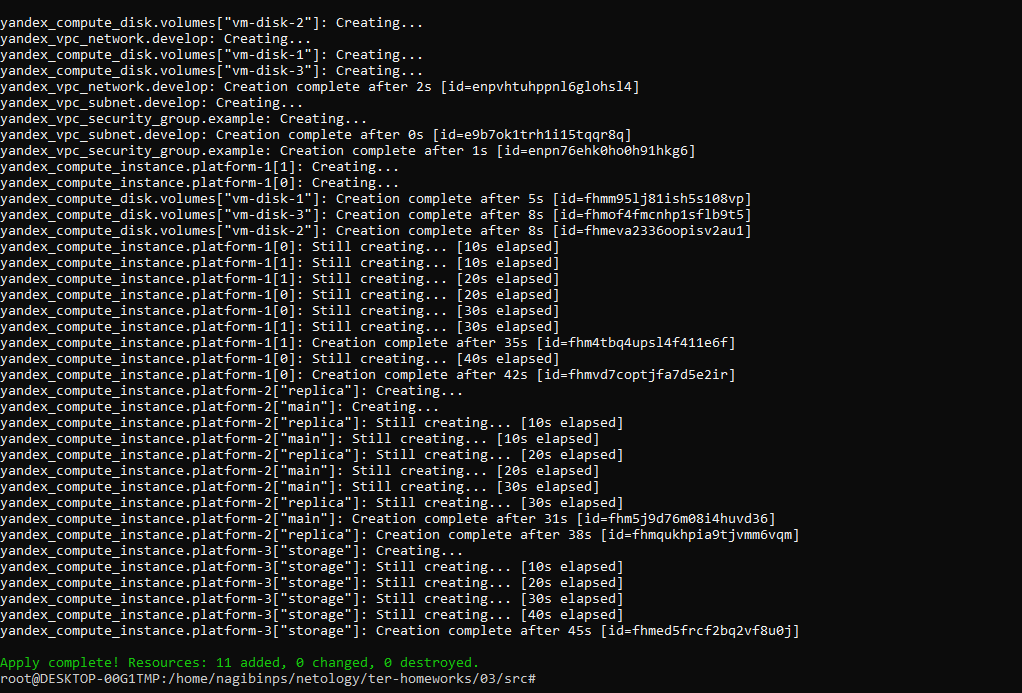 yandex_compute_disk.volumes["vm-disk-2"]: Creating...
yandex_vpc_network.develop: Creating...
yandex_compute_disk.volumes["vm-disk-1"]: Creating...
yandex_compute_disk.volumes["vm-disk-3"]: Creating...
yandex_vpc_network.develop: Creation complete after 2s [id=enpvhtuhppnl6glohsl4]
yandex_vpc_subnet.develop: Creating...
yandex_vpc_security_group.example: Creating...
yandex_vpc_subnet.develop: Creation complete after 0s [id=e9b7ok1trh1i15tqqr8q]
yandex_vpc_security_group.example: Creation complete after 1s [id=enpn76ehk0ho0h91hkg6]
yandex_compute_instance.platform-1[1]: Creating...
yandex_compute_instance.platform-1[0]: Creating...
yandex_compute_disk.volumes["vm-disk-1"]: Creation complete after 5s [id=fhmm95lj81ish5s108vp]
yandex_compute_disk.volumes["vm-disk-3"]: Creation complete after 8s [id=fhmof4fmcnhp1sflb9t5]
yandex_compute_disk.volumes["vm-disk-2"]: Creation complete after 8s [id=fhmeva2336oopisv2au1]
yandex_compute_instance.platform-1[0]: Still creating... [10s elapsed]
yandex_compute_instance.platform-1[1]: Still creating... [10s elapsed]
yandex_compute_instance.platform-1[1]: Still creating... [20s elapsed]
yandex_compute_instance.platform-1[0]: Still creating... [20s elapsed]
yandex_compute_instance.platform-1[0]: Still creating... [30s elapsed]
yandex_compute_instance.platform-1[1]: Still creating... [30s elapsed]
yandex_compute_instance.platform-1[1]: Creation complete after 35s [id=fhm4tbq4upsl4f411e6f]
yandex_compute_instance.platform-1[0]: Still creating... [40s elapsed]
yandex_compute_instance.platform-1[0]: Creation complete after 42s [id=fhmvd7coptjfa7d5e2ir]
yandex_compute_instance.platform-2["replica"]: Creating...
yandex_compute_instance.platform-2["main"]: Creating...
yandex_compute_instance.platform-2["replica"]: Still creating... [10s elapsed]
yandex_compute_instance.platform-2["main"]: Still creating... [10s elapsed]
yandex_compute_instance.platform-2["replica"]: Still creating... [20s elapsed]
yandex_compute_instance.platform-2["main"]: Still creating... [20s elapsed]
yandex_compute_instance.platform-2["main"]: Still creating... [30s elapsed]
yandex_compute_instance.platform-2["replica"]: Still creating... [30s elapsed]
yandex_compute_instance.platform-2["main"]: Creation complete after 31s [id=fhm5j9d76m08i4huvd36]
yandex_compute_instance.platform-2["replica"]: Creation complete after 38s [id=fhmqukhpia9tjvmm6vqm]
yandex_compute_instance.platform-3["storage"]: Creating...
yandex_compute_instance.platform-3["storage"]: Still creating... [10s elapsed]
yandex_compute_instance.platform-3["storage"]: Still creating... [20s elapsed]
yandex_compute_instance.platform-3["storage"]: Still creating... [30s elapsed]
yandex_compute_instance.platform-3["storage"]: Still creating... [40s elapsed]
yandex_compute_instance.platform-3["storage"]: Creation complete after 45s [id=fhmed5frcf2bq2vf8u0j]
Apply complete! Resources: 11 added, 0 changed, 0 destroyed.
root@DESKTOP-00G1TMP:/home/nagibinps/netology/ter-homeworks/03/src#